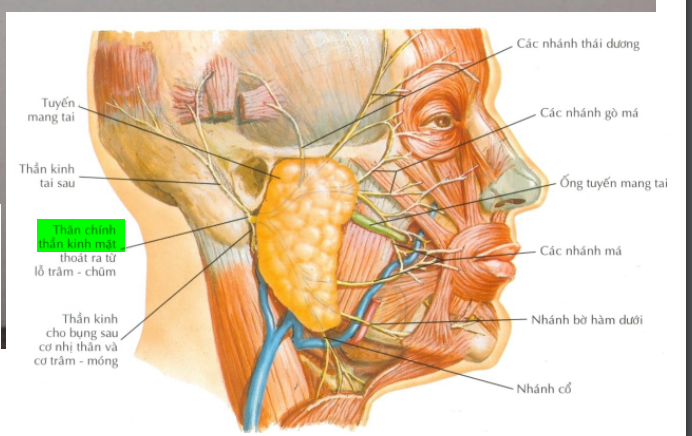 Tuyến
mang tai
Thần kinh
tai sau
Thân chính
thần kinh mặt
thoát ra từ
lỗ trâm - chũm
Thần kinh
cho bụng sau
cơ nhị thân và
cơ trâm - móng
Các nhánh thái dương
Các nhánh gò má
Ống tuyến mang tai
Các nhánh má
Nhánh bờ hàm dưới
Nhánh cổ